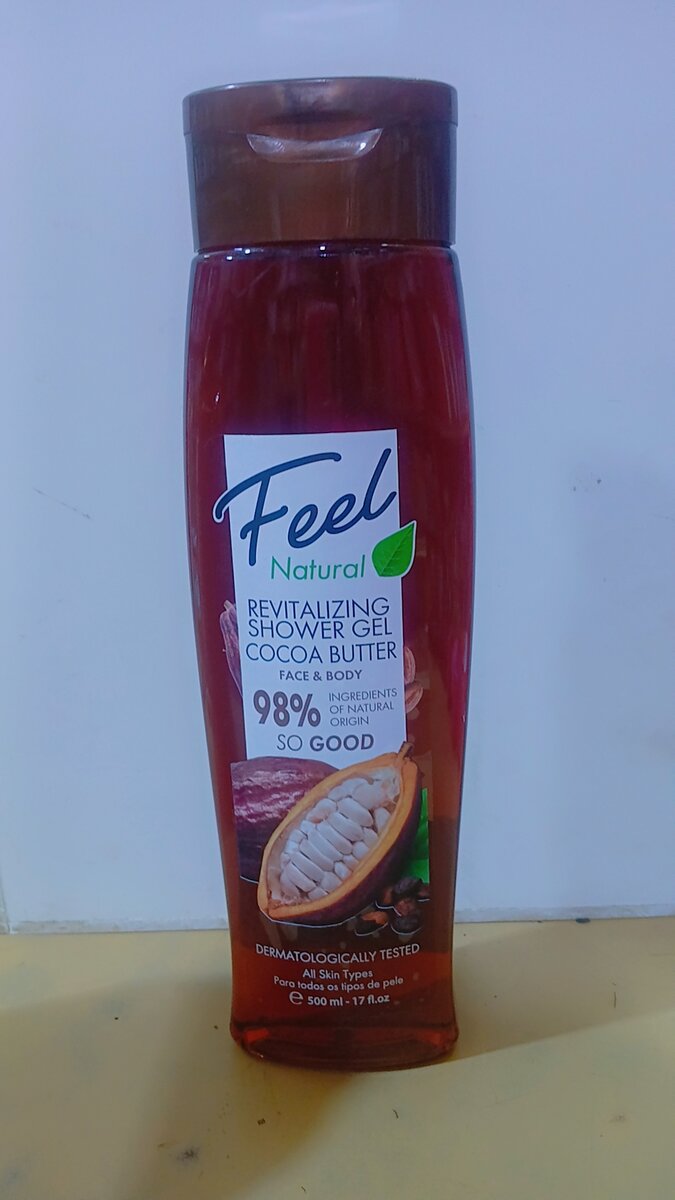 Feel
Natural
REVITALIZING
SHOWER GEL
COCOA BUTTER
FACE & BODY
98% INGREDIENTS
OF NATURAL
ORIGIN
SO GOOD
DERMATOLOGICALLY TESTED
All Skin Types
Para todos os tipos de pele
℮ 500 ml - 17 fl.oz